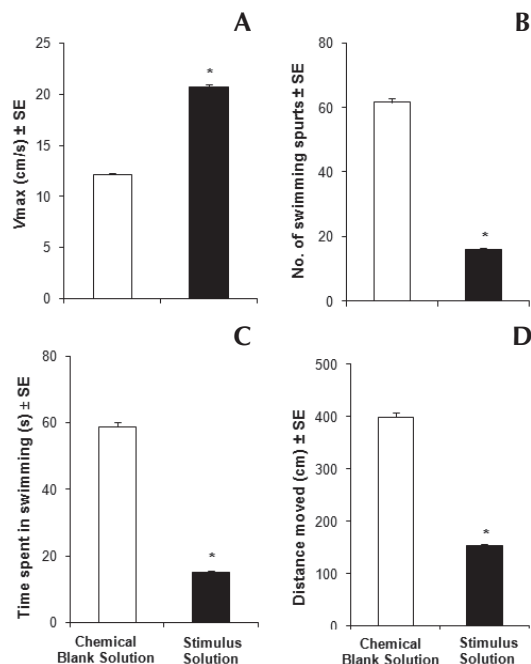 A
Vmax (cm/s) ± SE
25
20
15
10
5
0
*
B
No. of swimming spurts ± SE
80
60
40
20
0
*
C
Time spent in swimming (s) ± SE
80
60
40
20
0
*
Chemical
Blank Solution
Stimulus
Solution
D
Distance moved (cm) ± SE
500
400
300
200
100
0
*
Chemical
Blank Solution
Stimulus
Solution